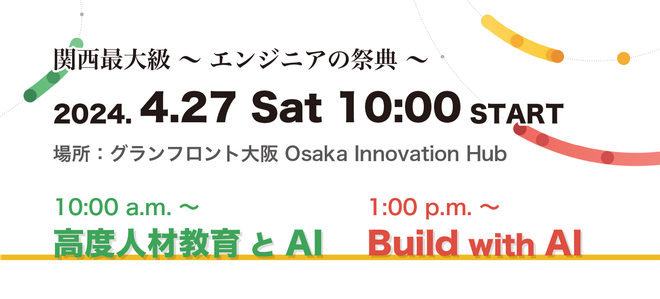 関西最大級 〜 エンジニアの祭典 〜
2024. 4.27 Sat 10:00 START
場所：グランフロント大阪 Osaka Innovation Hub
10:00 a.m. 〜
高度人材教育 と AI
1:00 p.m. 〜
Build with AI